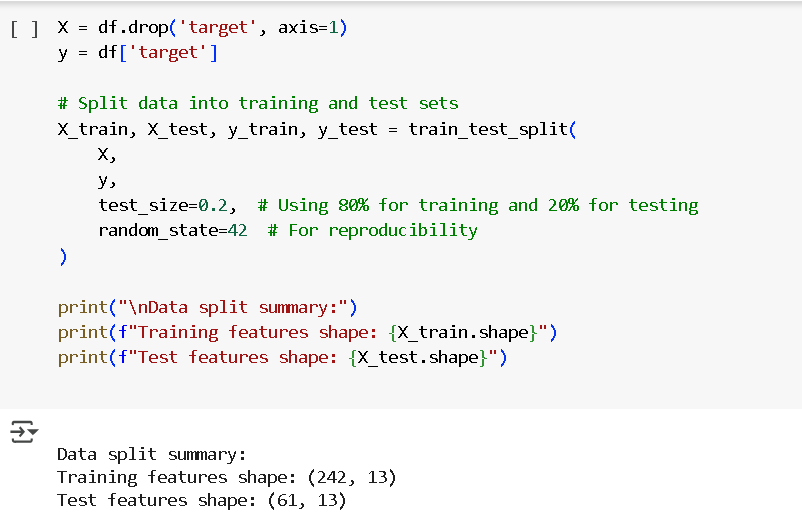 [ ] X = df.drop('target', axis=1)
y = df['target']
# Split data into training and test sets
X_train, X_test, y_train, y_test = train_test_split(
    X,
    y,
    test_size=0.2,  # Using 80% for training and 20% for testing
    random_state=42  # For reproducibility
)
print("\nData split summary:")
print(f"Training features shape: {X_train.shape}")
print(f"Test features shape: {X_test.shape}")
Data split summary:
Training features shape: (242, 13)
Test features shape: (61, 13)